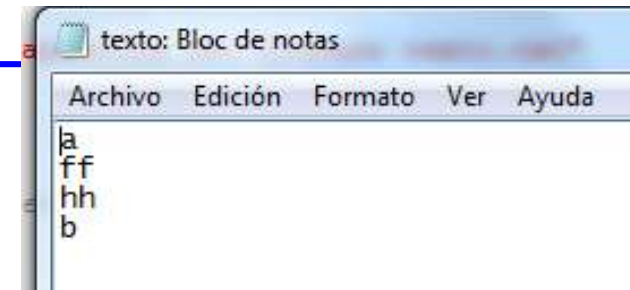 texto: Bloc de notas
Archivo Edición Formato Ver Ayuda
a
ff
hh
b